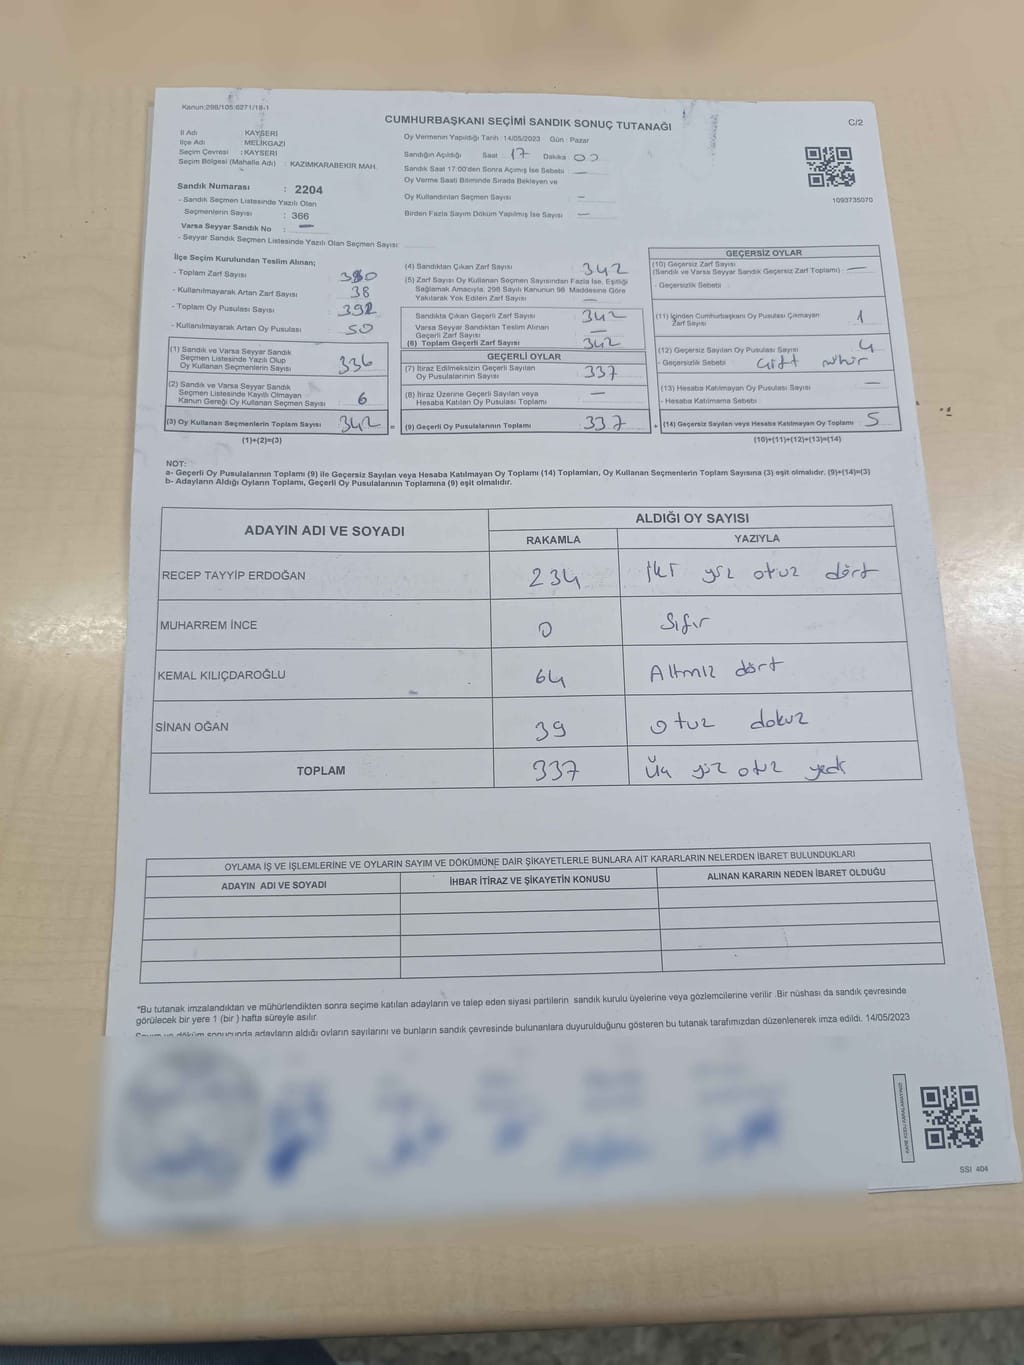 Kanun:298/105:6271/18-1
CUMHURBAŞKANI SEÇİMİ SANDIK SONUÇ TUTANAĞI
C/2
İl Adı : KAYSERİ
İlçe Adı : MELİKGAZİ
Seçim Çevresi : KAYSERİ
Seçim Bölgesi (Mahalle Adı) : KAZIMKARABEKIR MAH.
Sandık Numarası : 2204
- Sandık Seçmen Listesinde Yazılı Olan
Seçmenlerin Sayısı : 366
Varsa Seyyar Sandık No : —
- Seyyar Sandık Seçmen Listesinde Yazılı Olan Seçmen Sayısı :
Oy Vermenin Yapıldığı Tarih : 14/05/2023 Gün : Pazar
Sandığın Açıldığı Saat : 17 Dakika : 00
Sandık Saat 17:00'den Sonra Açımış İse Sebebi : —
Oy Verme Saati Bitiminde Sırada Bekleyen ve
Oy Kullandırılan Seçmen Sayısı : —
Birden Fazla Sayım Döküm Yapılmış İse Sayısı : —
1093735070
İlçe Seçim Kurulundan Teslim Alınan;
- Toplam Zarf Sayısı : 380
- Kullanılmayarak Artan Zarf Sayısı : 38
- Toplam Oy Pusulası Sayısı : 392
- Kullanılmayarak Artan Oy Pusulası : 50
(1) Sandık ve Varsa Seyyar Sandık
Seçmen Listesinde Yazılı Olup
Oy Kullanan Seçmenlerin Sayısı : 336
(2) Sandık ve Varsa Seyyar Sandık
Seçmen Listesinde Kayıtlı Olmayan
Kanun Gereği Oy Kullanan Seçmen Sayısı : 6
(3) Oy Kullanan Seçmenlerin Toplam Sayısı : 342 =
(1)+(2)=(3)
(4) Sandıktan Çıkan Zarf Sayısı : 342
(5) Zarf Sayısı Oy Kullanan Seçmen Sayısından Fazla İse, Eşitliği
Sağlamak Amacıyla, 298 Sayılı Kanunun 98. Maddesine Göre
Yakılarak Yok Edilen Zarf Sayısı : —
Sandıkta Çıkan Geçerli Zarf Sayısı : 342
Varsa Seyyar Sandıktan Teslim Alınan
Geçerli Zarf Sayısı : —
(6) Toplam Geçerli Zarf Sayısı : 342
GEÇERLİ OYLAR
(7) İtiraz Edilmeksizin Geçerli Sayılan
Oy Pusulalarının Sayısı : 337
(8) İtiraz Üzerine Geçerli Sayılan veya
Hesaba Katılan Oy Pusulası Toplamı : —
(9) Geçerli Oy Pusulalarının Toplamı : 337 +
GEÇERSİZ OYLAR
(10) Geçersiz Zarf Sayısı
(Sandık ve Varsa Seyyar Sandık Geçersiz Zarf Toplamı) : —
- Geçersizlik Sebebi :
(11) İçinden Cumhurbaşkanı Oy Pusulası Çıkmayan
Zarf Sayısı : 1
(12) Geçersiz Sayılan Oy Pusulası Sayısı : 4
- Geçersizlik Sebebi : Çift mühür
(13) Hesaba Katılmayan Oy Pusulası Sayısı : —
- Hesaba Katılmama Sebebi :
(14) Geçersiz Sayılan veya Hesaba Katılmayan Oy Toplamı : 5
(10)+(11)+(12)+(13)=(14)
NOT:
a- Geçerli Oy Pusulalarının Toplamı (9) ile Geçersiz Sayılan veya Hesaba Katılmayan Oy Toplamı (14) Toplamları, Oy Kullanan Seçmenlerin Toplam Sayısına (3) eşit olmalıdır. (9)+(14)=(3)
b- Adayların Aldığı Oyların Toplamı, Geçerli Oy Pusulalarının Toplamına (9) eşit olmalıdır.
ADAYIN ADI VE SOYADI ALDIĞI OY SAYISI
RAKAMLA YAZIYLA
RECEP TAYYİP ERDOĞAN 234 İki yüz otuz dört
MUHARREM İNCE 0 Sıfır
KEMAL KILIÇDAROĞLU 64 Altmız dört
SİNAN OĞAN 39 otuz dokuz
TOPLAM 337 Üç yüz otuz yedi
OYLAMA İŞ VE İŞLEMLERİNE VE OYLARIN SAYIM VE DÖKÜMÜNE DAİR ŞİKAYETLERLE BUNLARA AİT KARARLARIN NELERDEN İBARET BULUNDUKLARI
ADAYIN ADI VE SOYADI İHBAR İTİRAZ VE ŞİKAYETİN KONUSU ALINAN KARARIN NEDEN İBARET OLDUĞU
*Bu tutanak imzalandıktan ve mühürlendikten sonra seçime katılan adayların ve talep eden siyasi partilerin sandık kurulu üyelerine veya gözlemcilerine verilir .Bir nüshası da sandık çevresinde
görülecek bir yere 1 (bir ) hafta süreyle asılır.
Sayım ve döküm sonucunda adayların aldığı oyların sayılarını ve bunların sandık çevresinde bulunanlara duyurulduğunu gösteren bu tutanak tarafımızdan düzenlenerek imza edildi. 14/05/2023
SSI 404